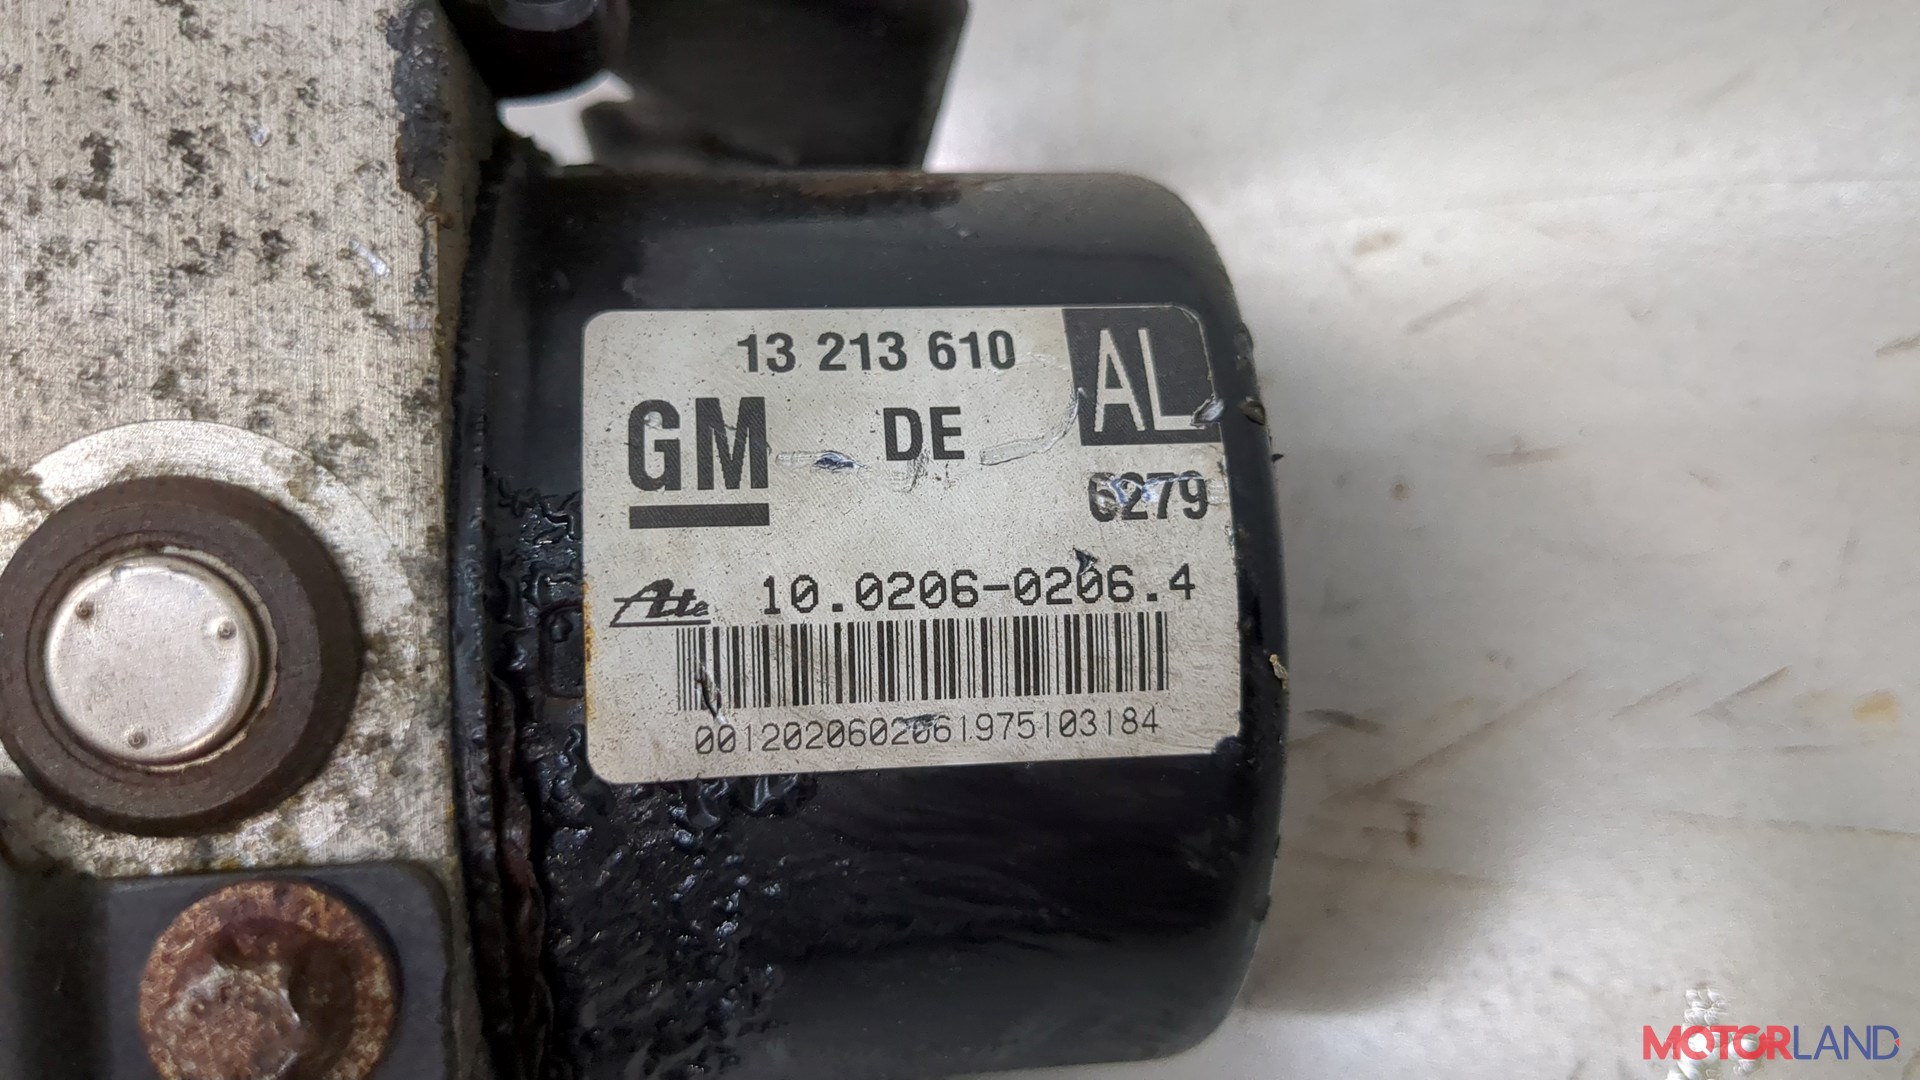 13 213 610
AL
GM DE
6279
Ate 10.0206-0206.4
00120206020619751031​84
MOTORLAND